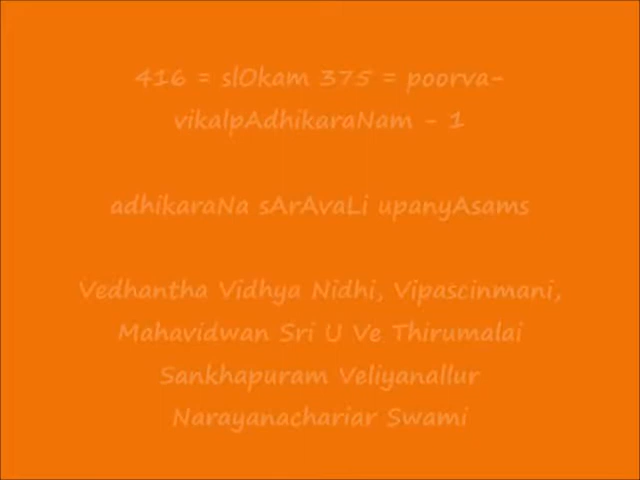 416 = slOkam 375 = poorva-
vikalpAdhikaraNam - 1
adhikaraNa sArAvaLi upanyAsams
Vedhantha Vidhya Nidhi, Vipascinmani,
Mahavidwan Sri U Ve Thirumalai
Sankhapuram Veliyanallur
Narayanachariar Swami